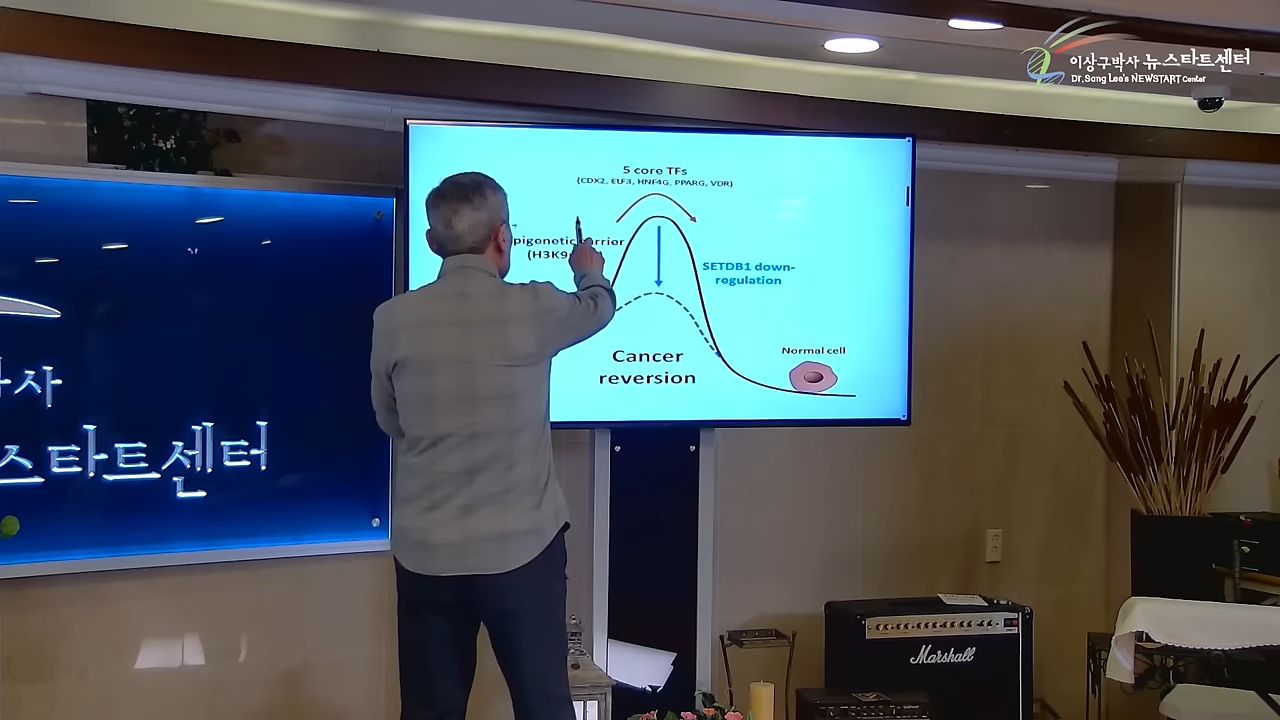 이상구박사 뉴스타트센터
Dr.Sang Lee's NEWSTART Center
5 core TFs
(CDX2, ELF3, HNF4G, PPARG, VDR)
(H3K9
SETDB1 down-
regulation
Cancer
reversion
Normal cell
스타트센터
Marshall